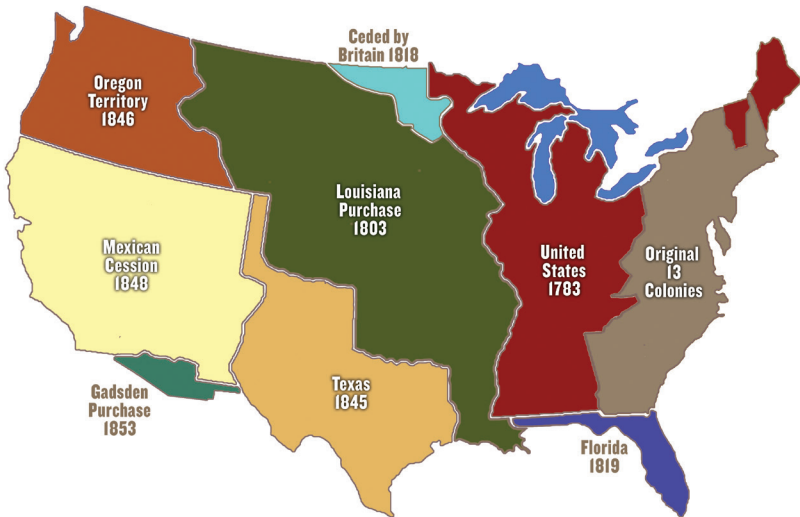 Ceded by
Britain 1818
Oregon
Territory
1846
Louisiana
Purchase
1803
Mexican
Cession
1848
United
States
1783
Original
13
Colonies
Gadsden
Purchase
1853
Texas
1845
Florida
1819